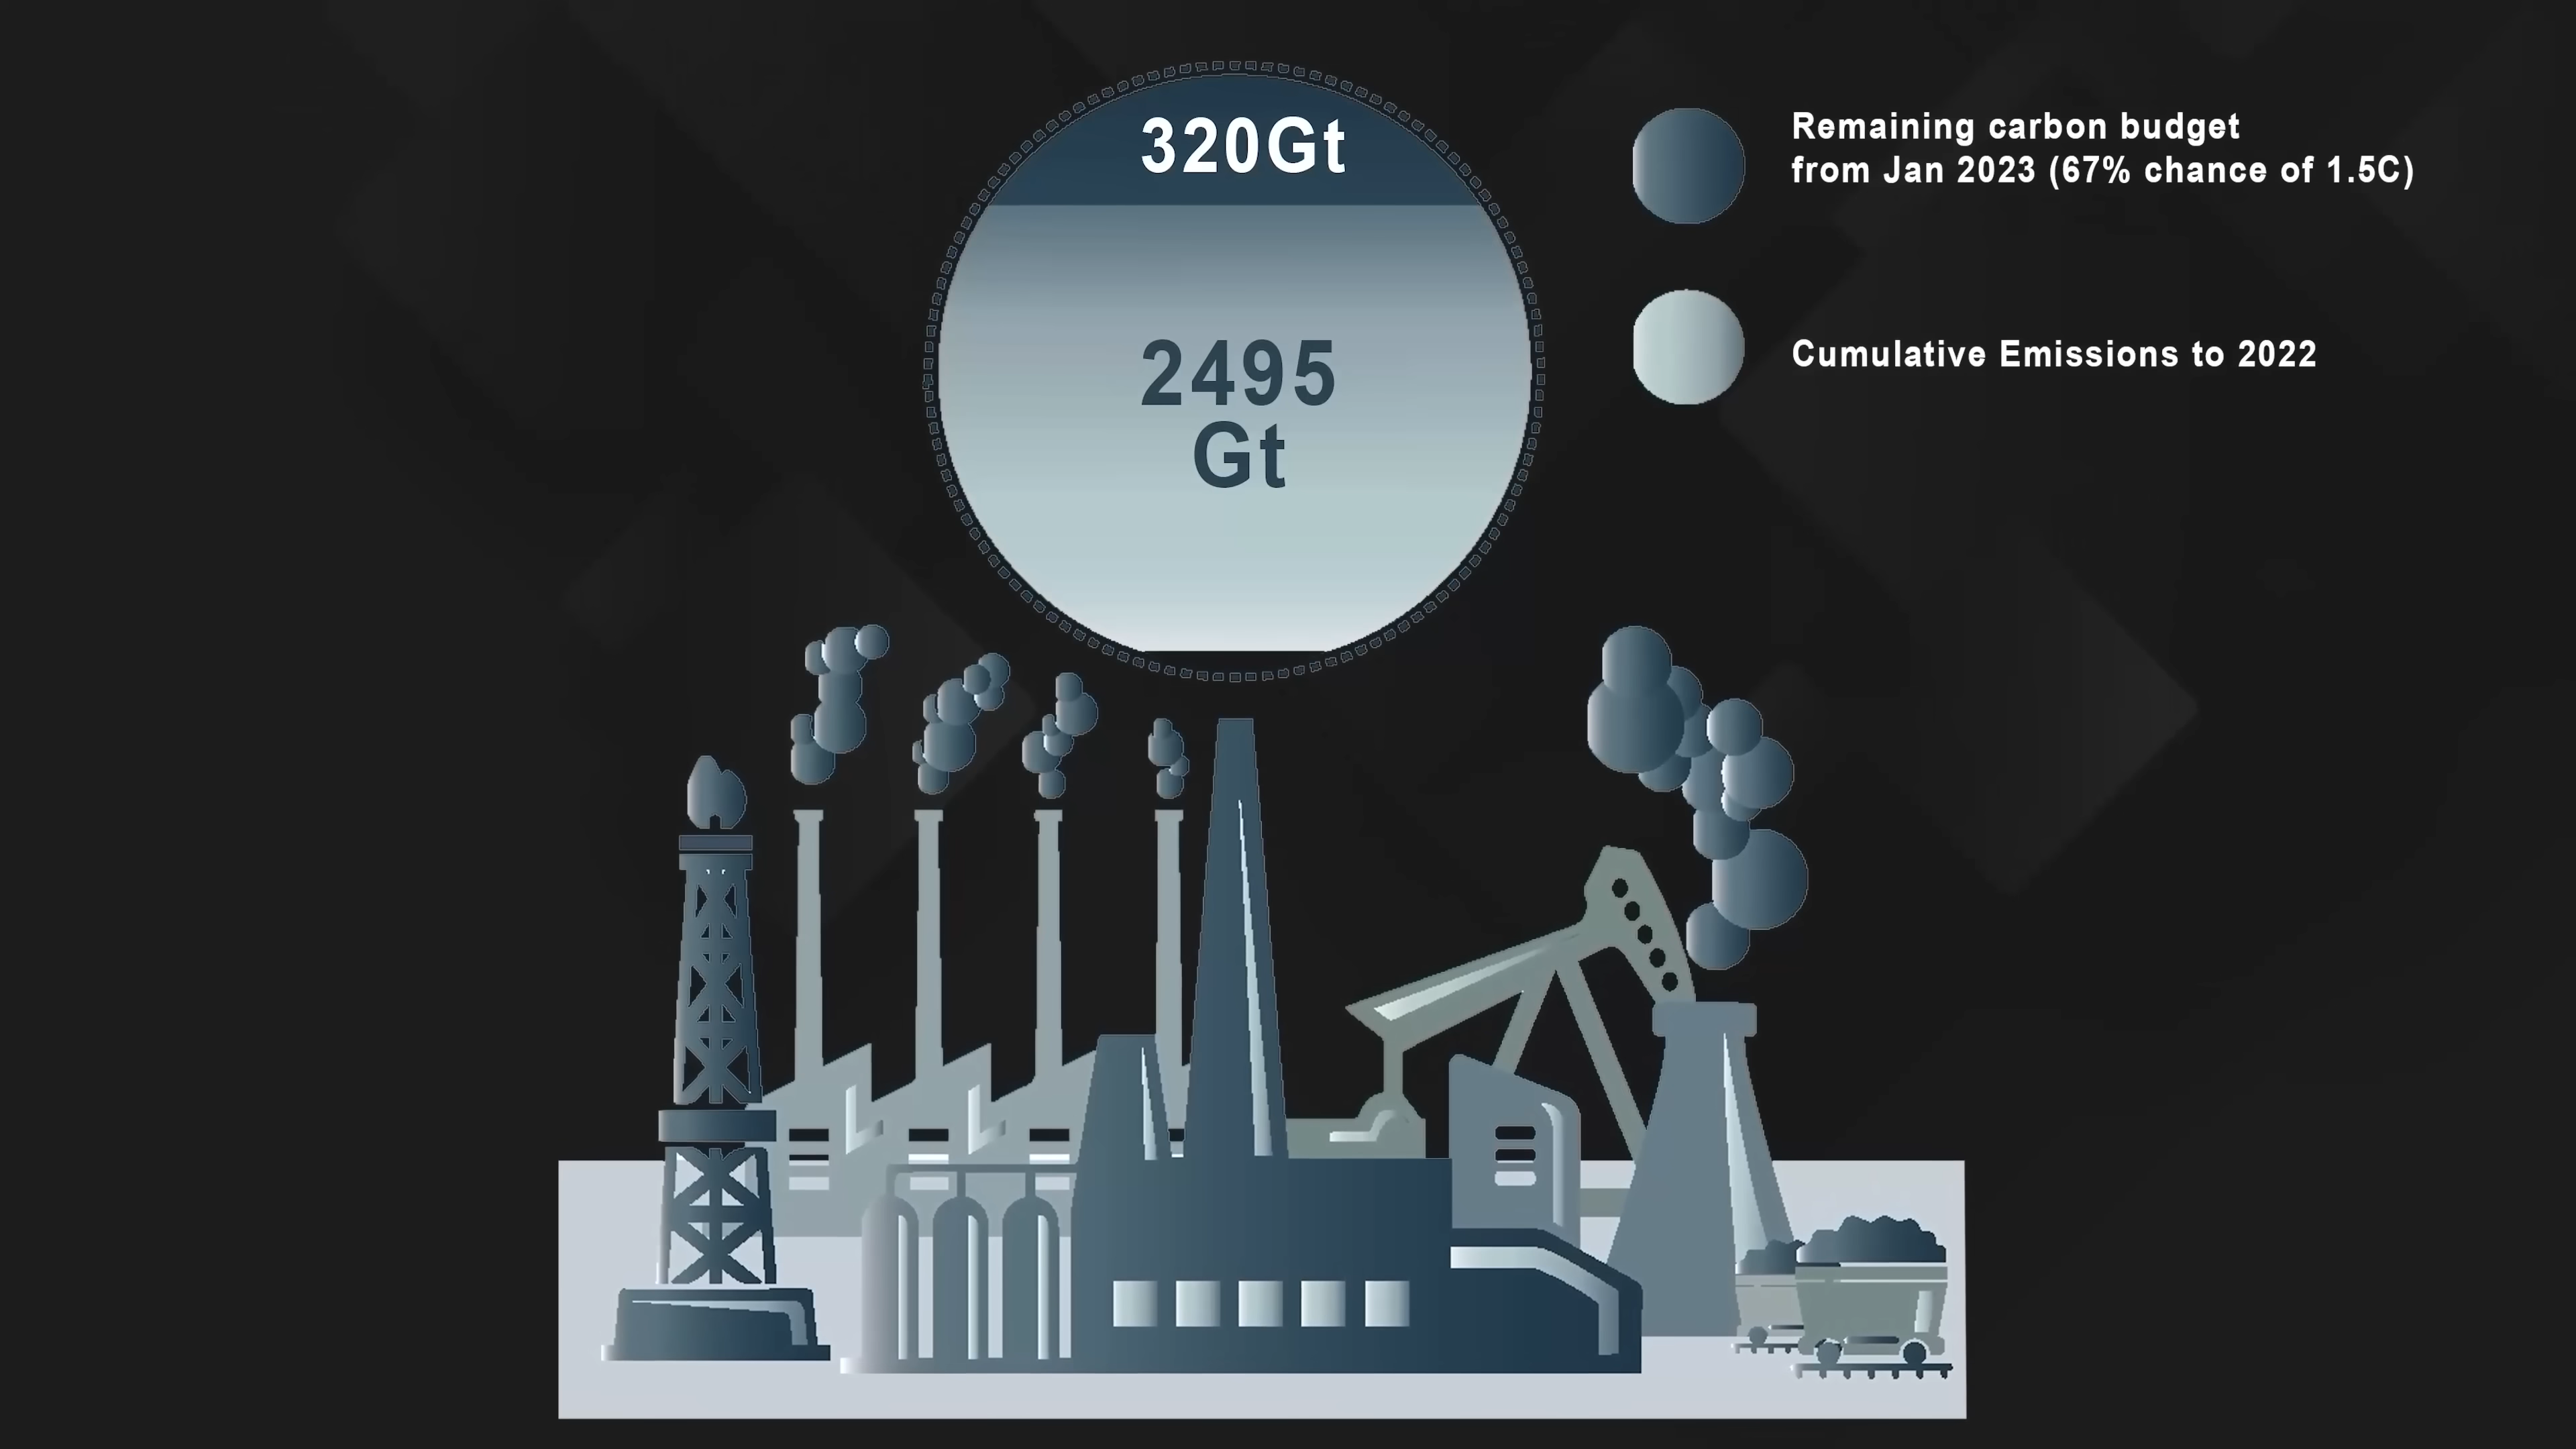 320Gt
2495
Gt
Remaining carbon budget
from Jan 2023 (67% chance of 1.5C)
Cumulative Emissions to 2022